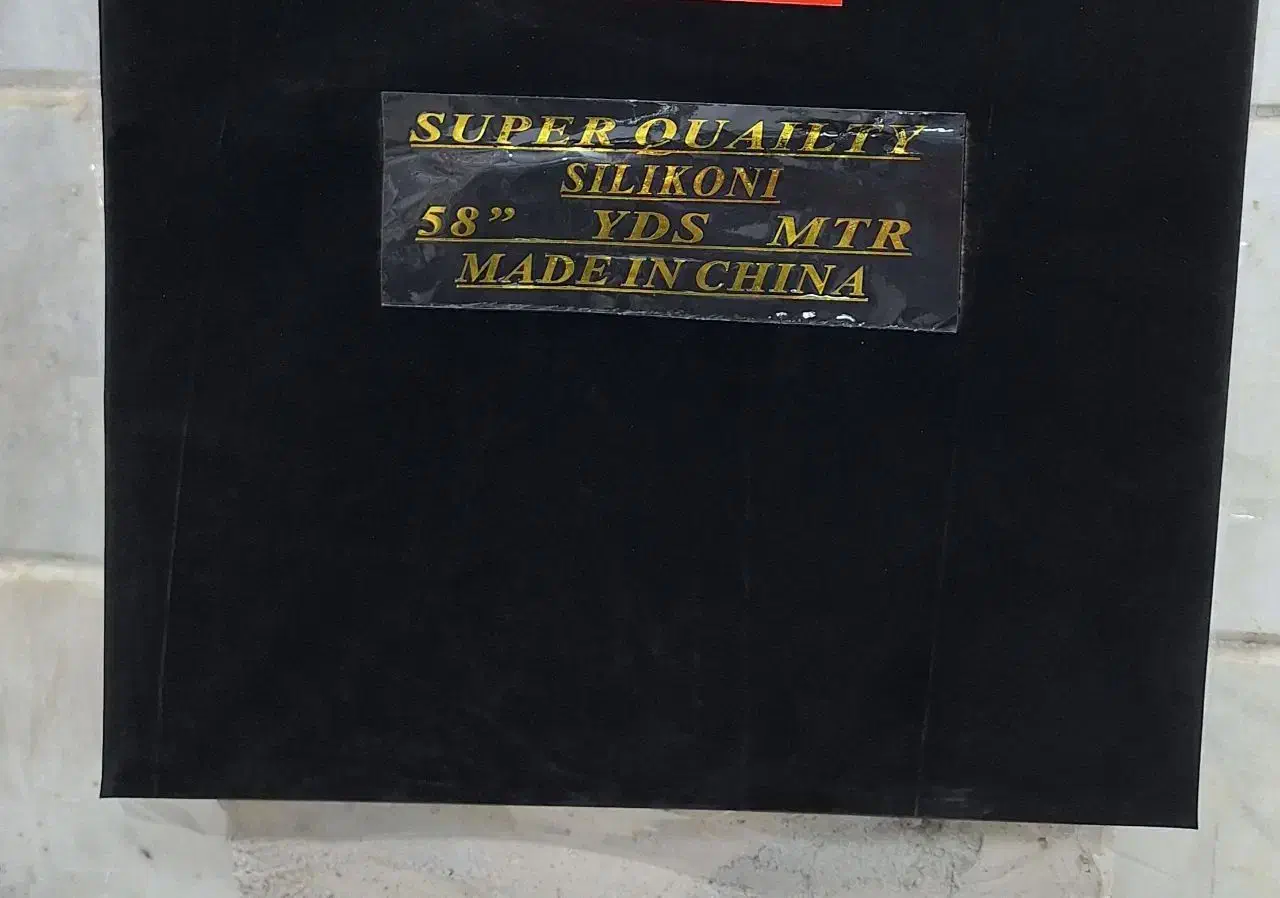 SUPER QUAILTY
SILIKONI
58” YDS MTR
MADE IN CHINA